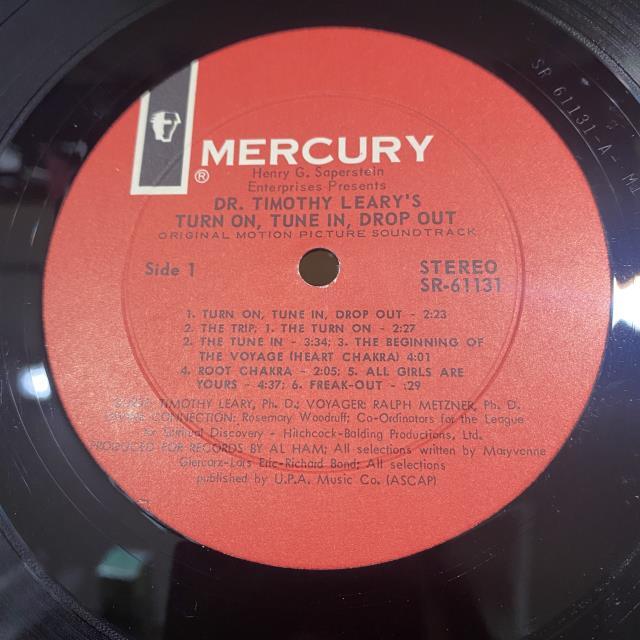 MERCURY
®
Henry G. Saperstein
Enterprises Presents
DR. TIMOTHY LEARY'S
TURN ON, TUNE IN, DROP OUT
ORIGINAL MOTION PICTURE SOUNDTRACK
Side 1
STEREO
SR-61131
1. TURN ON, TUNE IN, DROP OUT - 2:23
2. THE TRIP; 1. THE TURN ON - 2:27
2. THE TUNE IN - 3:34; 3. THE BEGINNING OF
THE VOYAGE (HEART CHAKRA) 4:01
4. ROOT CHAKRA - 2:05; 5. ALL GIRLS ARE
YOURS - 4:37; 6. FREAK-OUT - :29
TIMOTHY LEARY, Ph. D.; VOYAGER: RALPH METZNER, Ph. D.
CONNECTION: Rosemary Woodruff; Co-Ordinators for the League
for Discovery - Hitchcock-Balding Productions, Ltd.
PRODUCED FOR RECORDS BY AL HAM; All selections written by Maryvonne
Giercarz-Lars Eric-Richard Bond; All selections
published by U.P.A. Music Co. (ASCAP)
SR 61131-A-